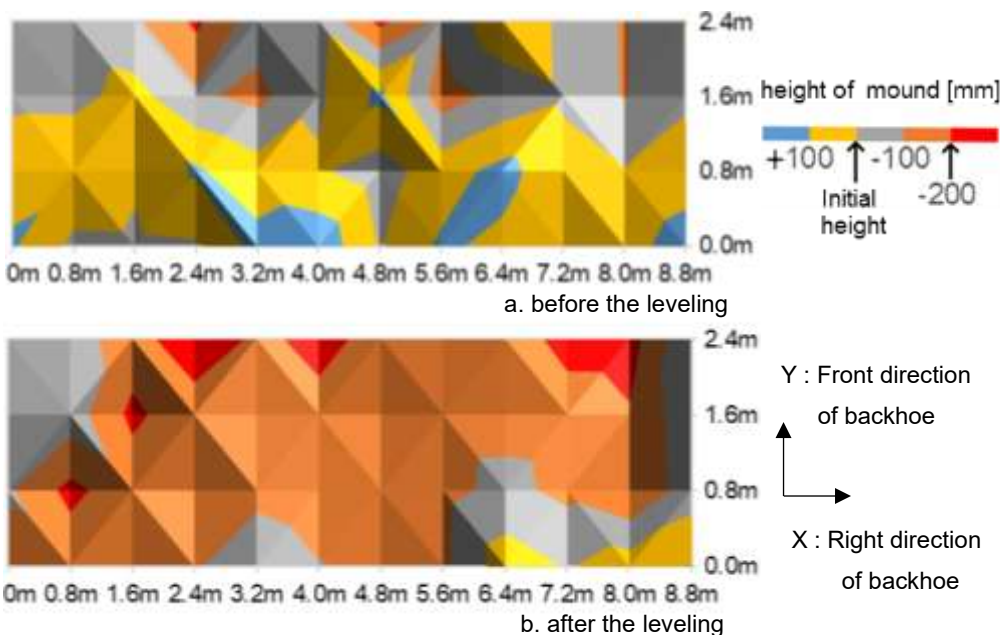 2.4m
1.6m
0.8m
0.0m
0m 0.8m 1.6m 2.4m 3.2m 4.0m 4.8m 5.6m 6.4m 7.2m 8.0m 8.8m
height of mound [mm]
+100 -100
Initial -200
height
a. before the leveling
2.4m
1.6m
0.8m
0.0m
0m 0.8m 1.6m 2.4m 3.2m 4.0m 4.8m 5.6m 6.4m 7.2m 8.0m 8.8m
Y : Front direction
of backhoe
X : Right direction
of backhoe
b. after the leveling